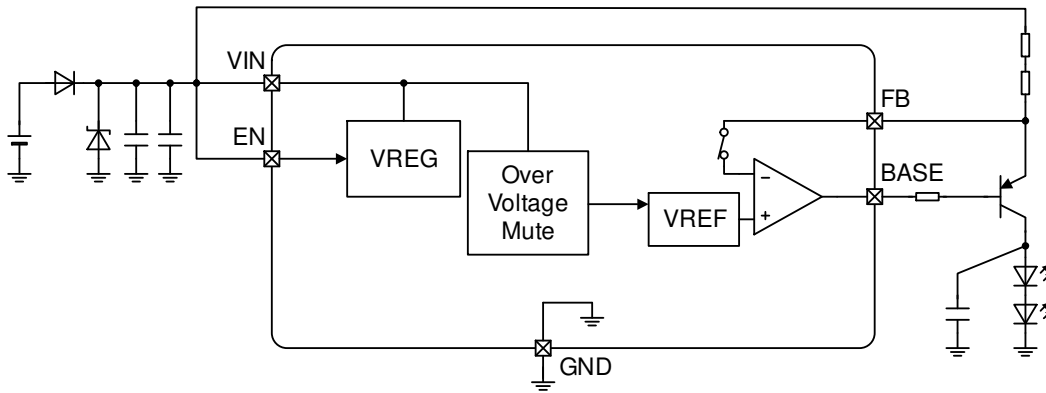 VIN
FB
EN
VREG
BASE
Over
Voltage
Mute
VREF
−
+
GND